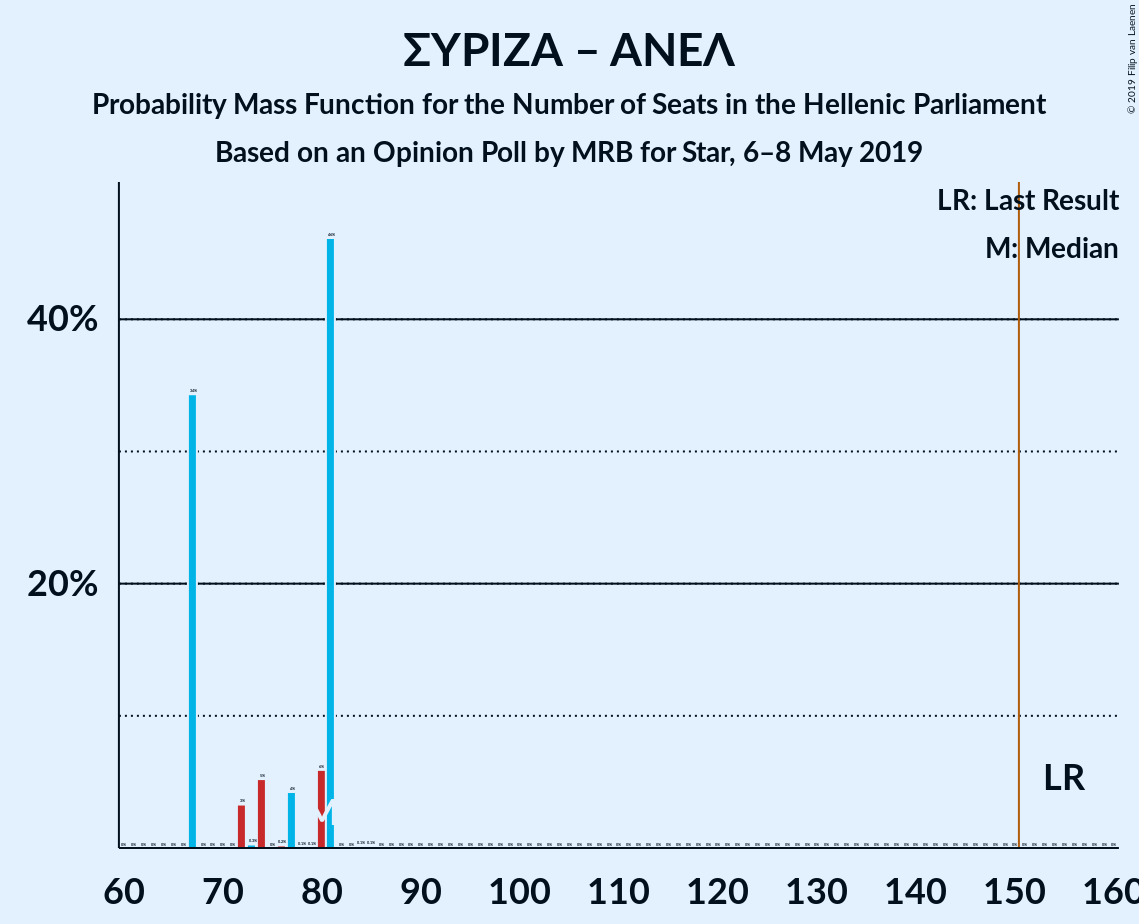 ΣΥΡΙΖΑ – ΑΝΕΛ
Probability Mass Function for the Number of Seats in the Hellenic Parliament
Based on an Opinion Poll by MRB for Star, 6–8 May 2019
© 2019 Filip van Laenen
LR: Last Result
M: Median
40%
20%
LR
M
60 70 80 90 100 110 120 130 140 150 160